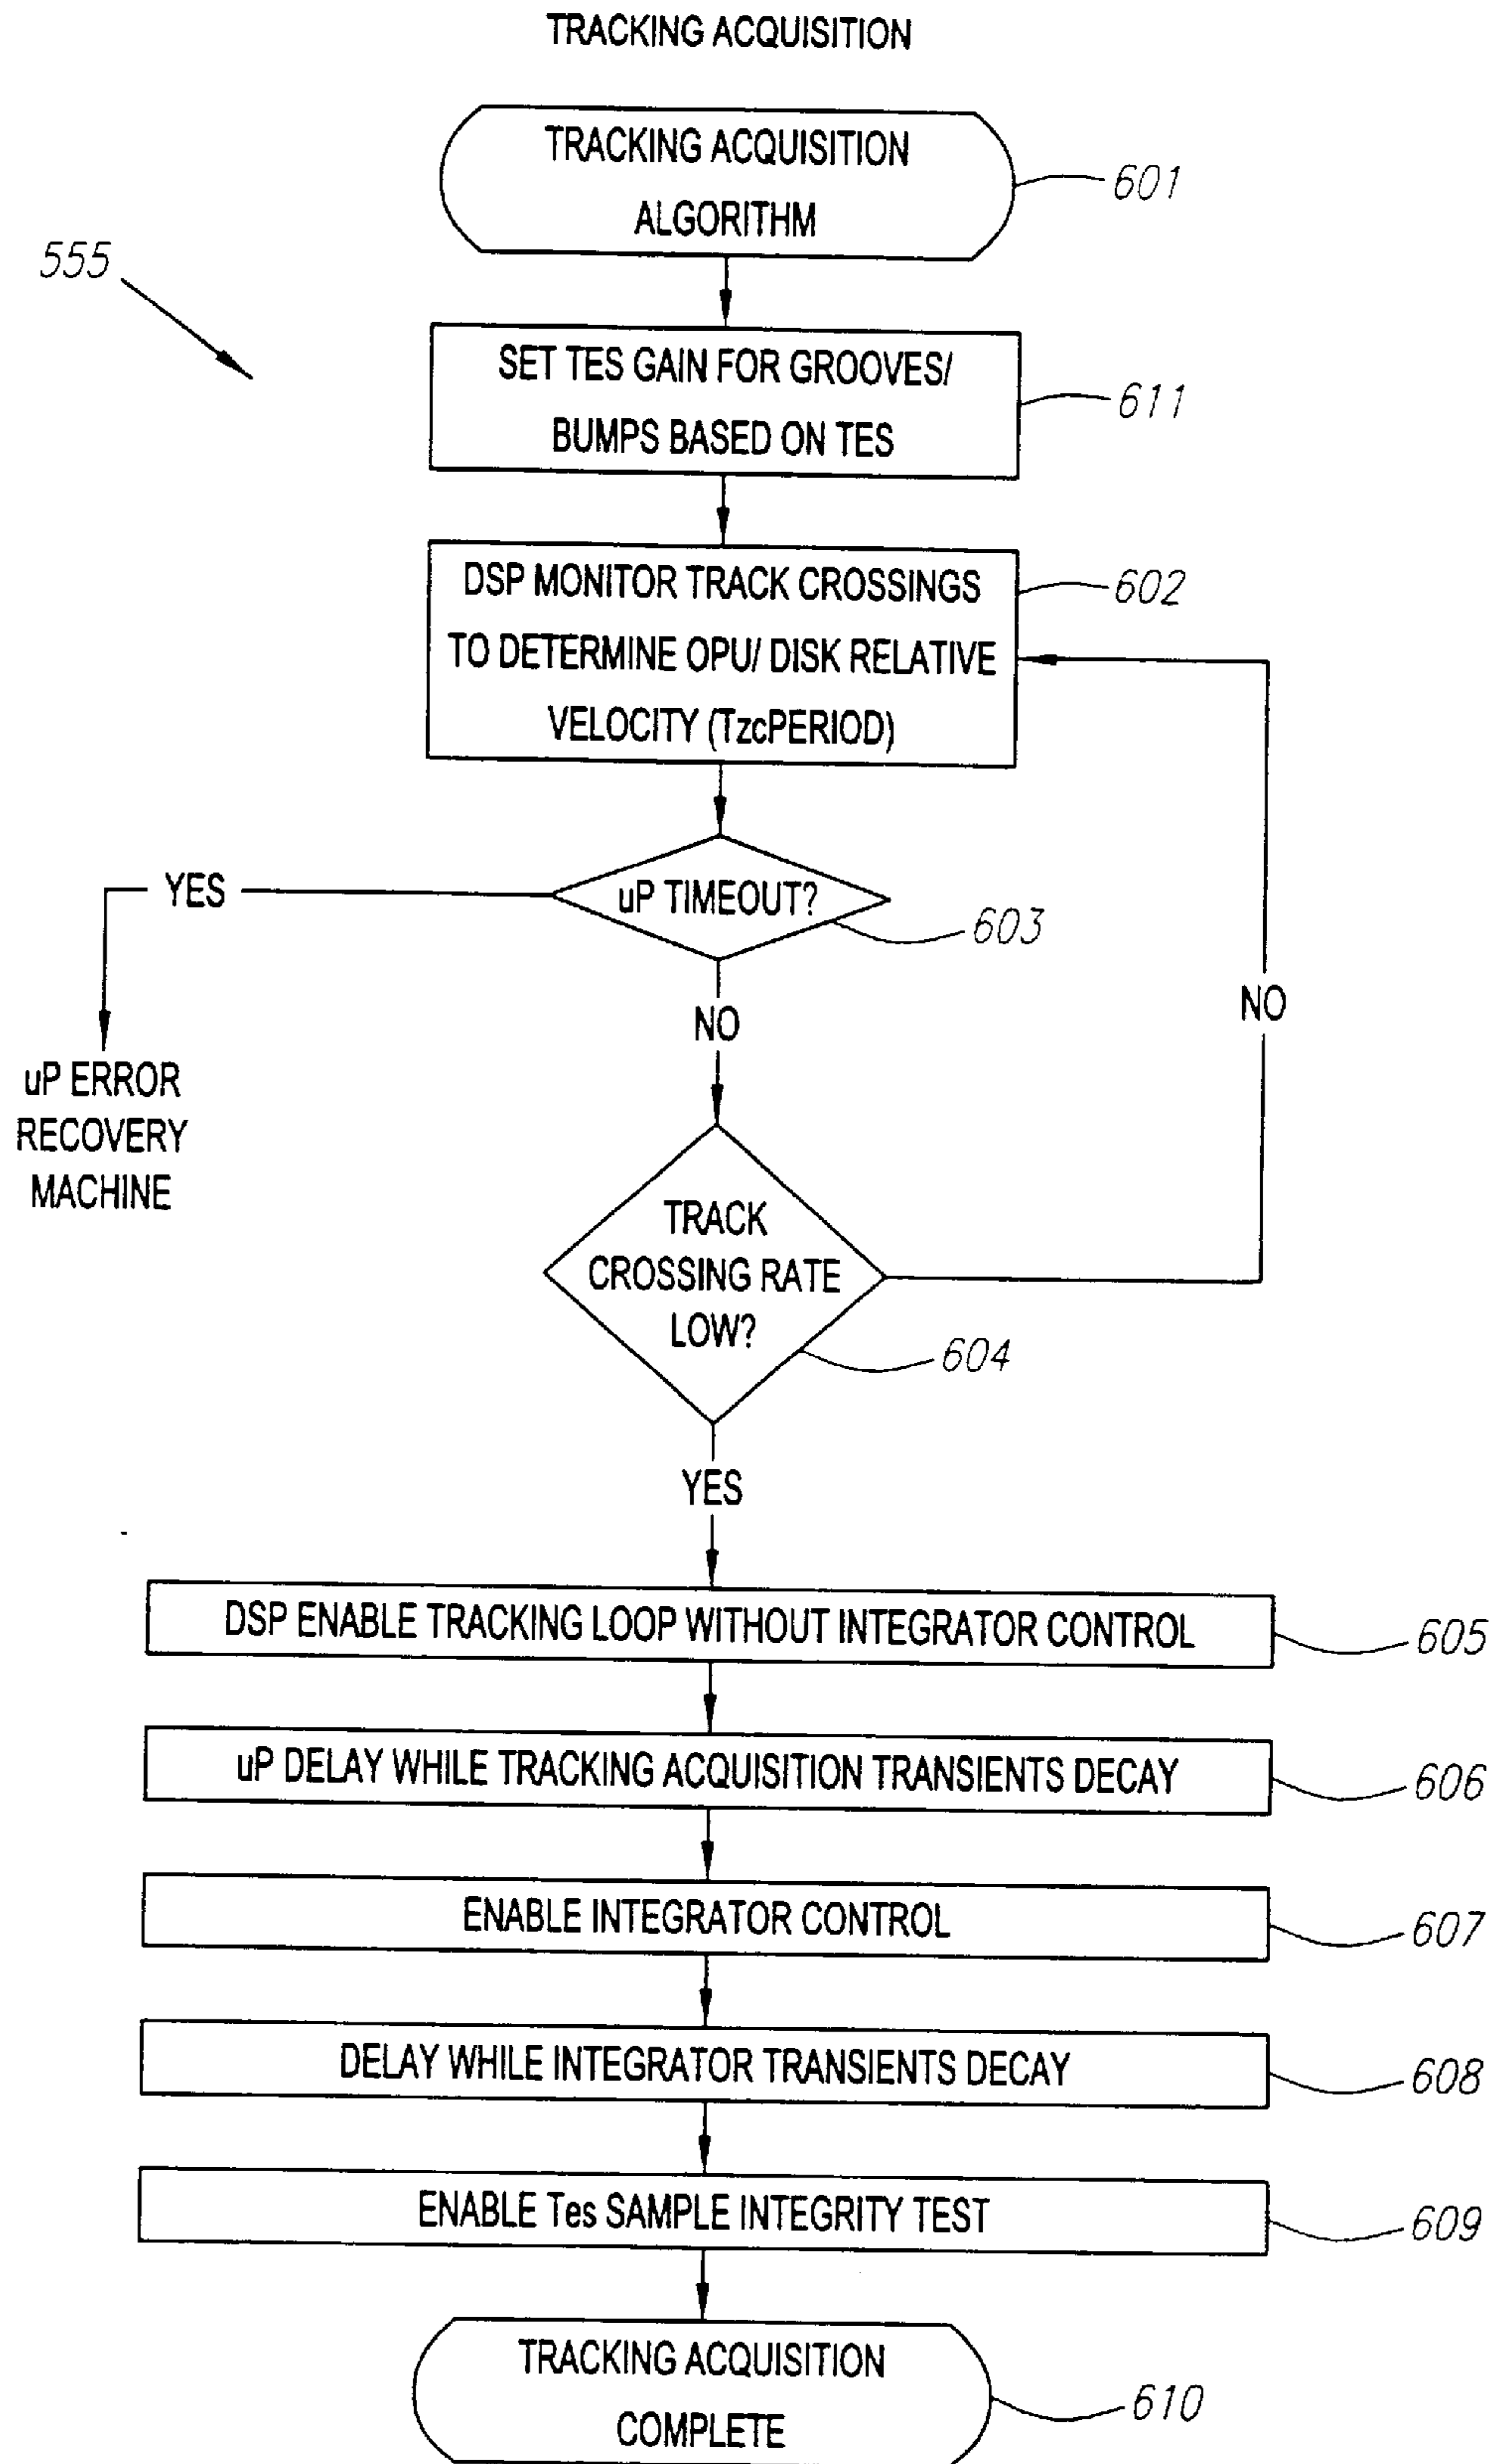 TRACKING ACQUISITION
TRACKING ACQUISITION
ALGORITHM
601
555
SET TES GAIN FOR GROOVES/
BUMPS BASED ON TES
611
DSP MONITOR TRACK CROSSINGS
TO DETERMINE OPU/ DISK RELATIVE
VELOCITY (TzcPERIOD)
602
YES
uP TIMEOUT?
603
NO
NO
uP ERROR
RECOVERY
MACHINE
TRACK
CROSSING RATE
LOW?
604
YES
DSP ENABLE TRACKING LOOP WITHOUT INTEGRATOR CONTROL
605
uP DELAY WHILE TRACKING ACQUISITION TRANSIENTS DECAY
606
ENABLE INTEGRATOR CONTROL
607
DELAY WHILE INTEGRATOR TRANSIENTS DECAY
608
ENABLE Tes SAMPLE INTEGRITY TEST
609
TRACKING ACQUISITION
COMPLETE
610